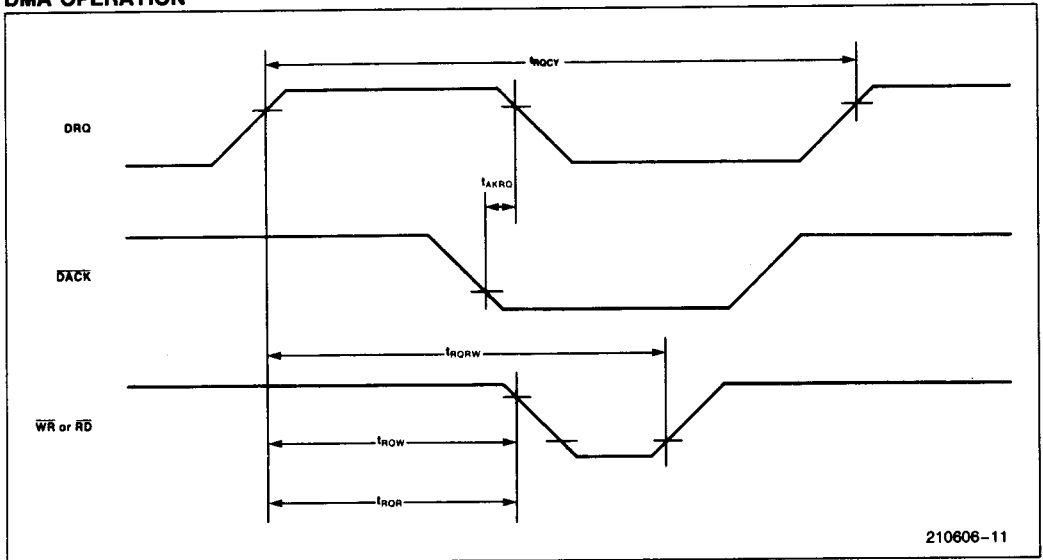 DMA OPERATION
tRQCY
DRQ
tAKRQ
DACK
tRQRW
WR or RD
tRQW
tRQR
210606-11